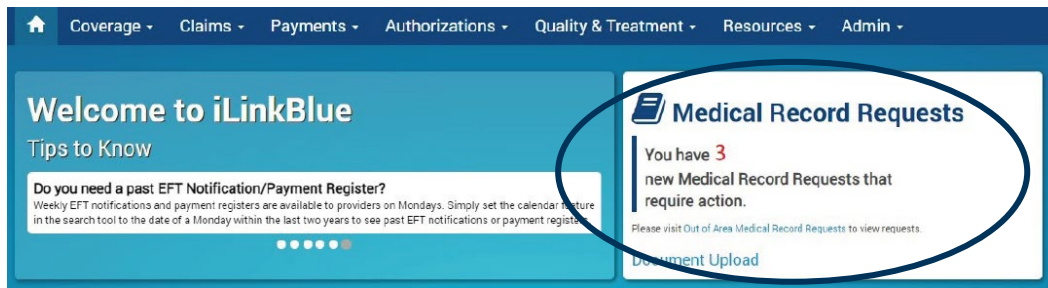 Coverage Claims Payments Authorizations Quality & Treatment Resources Admin
Welcome to iLinkBlue
Tips to Know
Do you need a past EFT Notification/Payment Register?
Weekly EFT notifications and payment registers are available to providers on Mondays. Simply set the calendar feature
in the search tool to the date of a Monday within the last two years to see past EFT notifications or payment registers.
Medical Record Requests
You have 3
new Medical Record Requests that
require action.
Please visit Out of Area Medical Record Requests to view requests.
Document Upload